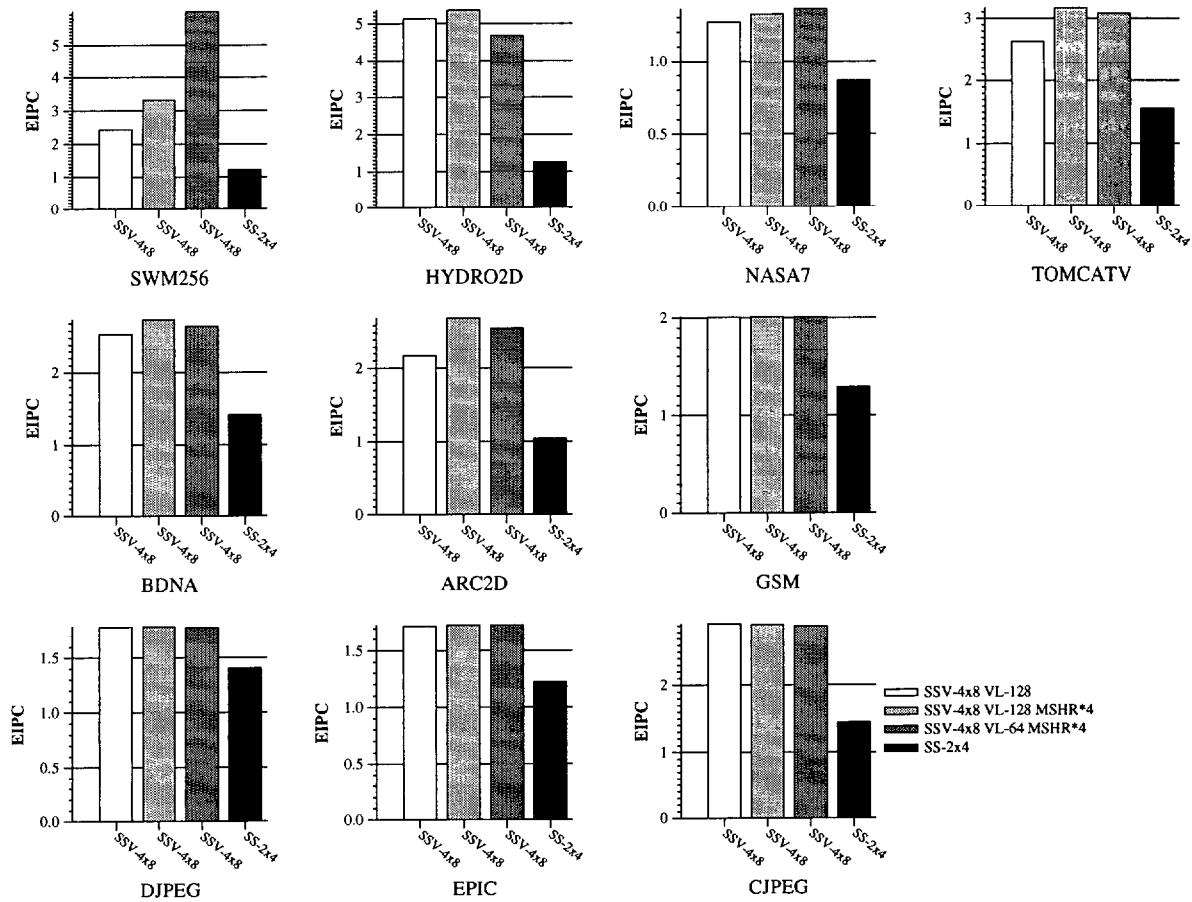 EIPC
5
4
3
2
1
0
SSV-4x8
SSV-4x8
SSV-4x8
SS-2x4
SWM256
EIPC
5
4
3
2
1
0
SSV-4x8
SSV-4x8
SSV-4x8
SS-2x4
HYDRO2D
EIPC
1.0
0.5
0.0
SSV-4x8
SSV-4x8
SSV-4x8
SS-2x4
NASA7
EIPC
3
2
1
0
SSV-4x8
SSV-4x8
SSV-4x8
SS-2x4
TOMCATV
EIPC
2
1
0
SSV-4x8
SSV-4x8
SSV-4x8
SS-2x4
BDNA
EIPC
2
1
0
SSV-4x8
SSV-4x8
SSV-4x8
SS-2x4
ARC2D
EIPC
2
1
0
SSV-4x8
SSV-4x8
SSV-4x8
SS-2x4
GSM
EIPC
1.5
1.0
0.5
0.0
SSV-4x8
SSV-4x8
SSV-4x8
SS-2x4
DJPEG
EIPC
1.5
1.0
0.5
0.0
SSV-4x8
SSV-4x8
SSV-4x8
SS-2x4
EPIC
EIPC
2
1
0
SSV-4x8
SSV-4x8
SSV-4x8
SS-2x4
CJPEG
SSV-4x8 VL-128
SSV-4x8 VL-128 MSHR*4
SSV-4x8 VL-64 MSHR*4
SS-2x4